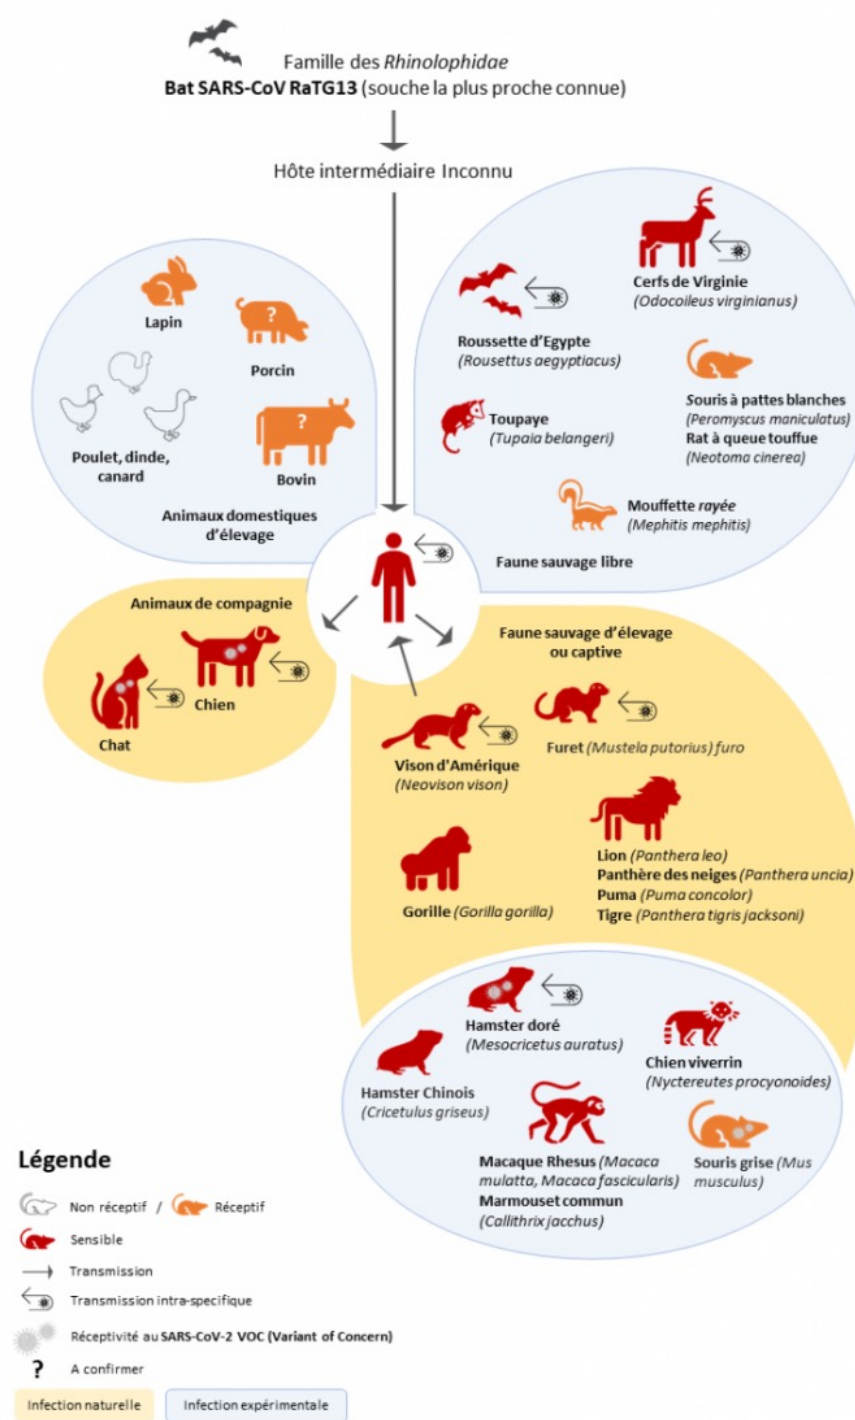 Famille des Rhinolophidae
Bat SARS-CoV RaTG13 (souche la plus proche connue)
Hôte intermédiaire Inconnu
Lapin
?
Porcin
Poulet, dinde,
canard
?
Bovin
Animaux domestiques
d'élevage
Cerfs de Virginie
(Odocoileus virginianus)
Roussette d'Egypte
(Rousettus aegyptiacus)
Souris à pattes blanches
(Peromyscus maniculatus)
Rat à queue touffue
(Neotoma cinerea)
Toupaye
(Tupaia belangeri)
Mouffette rayée
(Mephitis mephitis)
Faune sauvage libre
Animaux de compagnie
Chien
Chat
Faune sauvage d'élevage
ou captive
Vison d'Amérique
(Neovison vison)
Furet (Mustela putorius) furo
Lion (Panthera leo)
Panthère des neiges (Panthera uncia)
Puma (Puma concolor)
Tigre (Panthera tigris jacksoni)
Gorille (Gorilla gorilla)
Hamster doré
(Mesocricetus auratus)
Chien viverrin
(Nyctereutes procyonoides)
Hamster Chinois
(Cricetulus griseus)
Macaque Rhesus (Macaca
mulatta, Macaca fascicularis)
Marmouset commun
(Callithrix jacchus)
Souris grise (Mus
musculus)
Légende
Non réceptif / Réceptif
Sensible
Transmission
Transmission intra-specifique
Réceptivité au SARS-CoV-2 VOC (Variant of Concern)
? A confirmer
Infection naturelle
Infection expérimentale